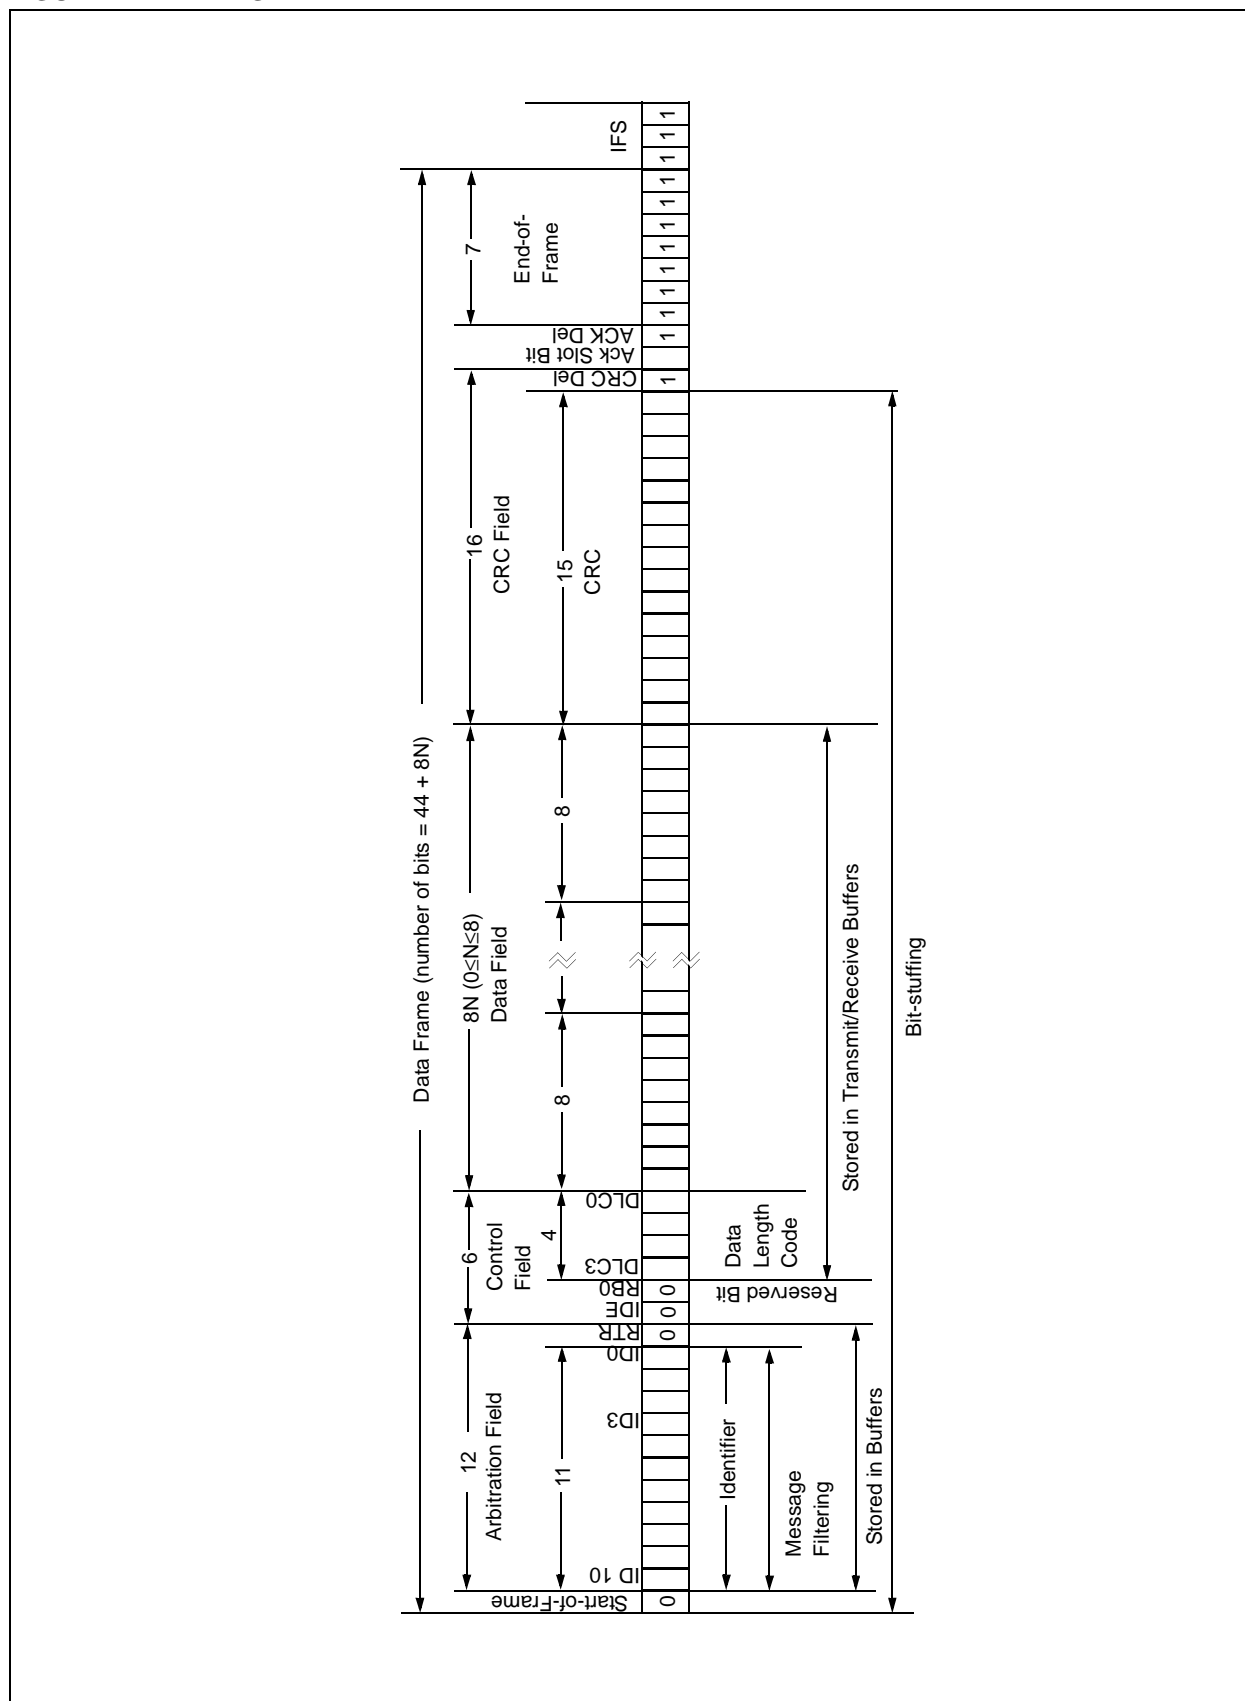 Data Frame (number of bits = 44 + 8N)
12
Arbitration Field
6
Control
Field
8N (0≤N≤8)
Data Field
16
CRC Field
7
End-of-
Frame
IFS
11
4
8
8
15
CRC
Start-of-Frame
ID 10
ID3
ID0
RTR
IDE
RB0
DLC3
DLC0
CRC Del
Ack Slot Bit
ACK Del
0
0
0
0
1
1
1
1
1
1
1
1
1
1
1
1
Identifier
Message
Filtering
Stored in Buffers
Reserved Bit
Data
Length
Code
Stored in Transmit/Receive Buffers
Bit-stuffing